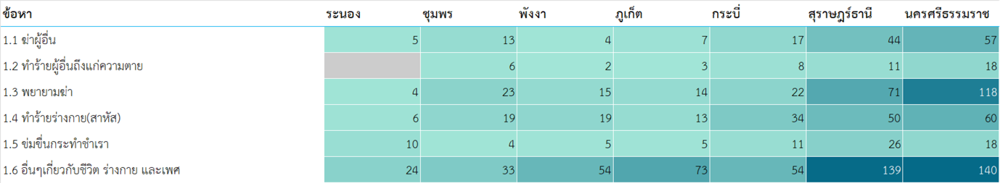 ข้อหา ระนอง ชุมพร พังงา ภูเก็ต กระบี่ สุราษฎร์ธานี นครศรีธรรมราช
1.1 ฆ่าผู้อื่น 5 13 4 7 17 44 57
1.2 ทำร้ายผู้อื่นถึงแก่ความตาย 6 2 3 8 11 18
1.3 พยายามฆ่า 4 23 15 14 22 71 118
1.4 ทำร้ายร่างกาย(สาหัส) 6 19 19 13 34 50 60
1.5 ข่มขื่นกระทำชำเรา 10 4 5 5 11 26 18
1.6 อื่นๆเกี่ยวกับชีวิต ร่างกาย และเพศ 24 33 54 73 54 139 140